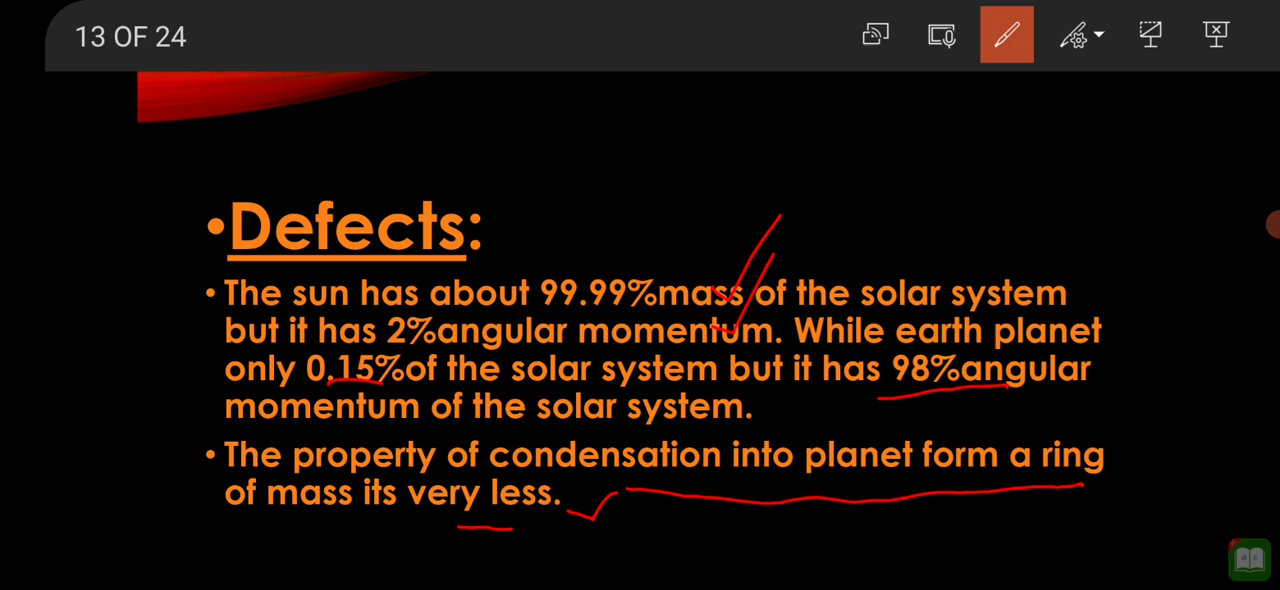 13 OF 24
•Defects:
• The sun has about 99.99%mass of the solar system
but it has 2%angular momentum. While earth planet
only 0.15%of the solar system but it has 98%angular
momentum of the solar system.
• The property of condensation into planet form a ring
of mass its very less.